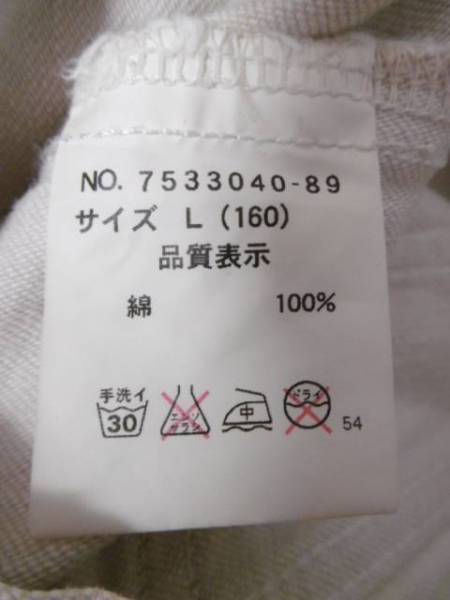 NO. 7533040-89
サイズ L (160)
品質表示
綿 100%
手洗イ
30
エンソ
サラシ
中
ドライ
54